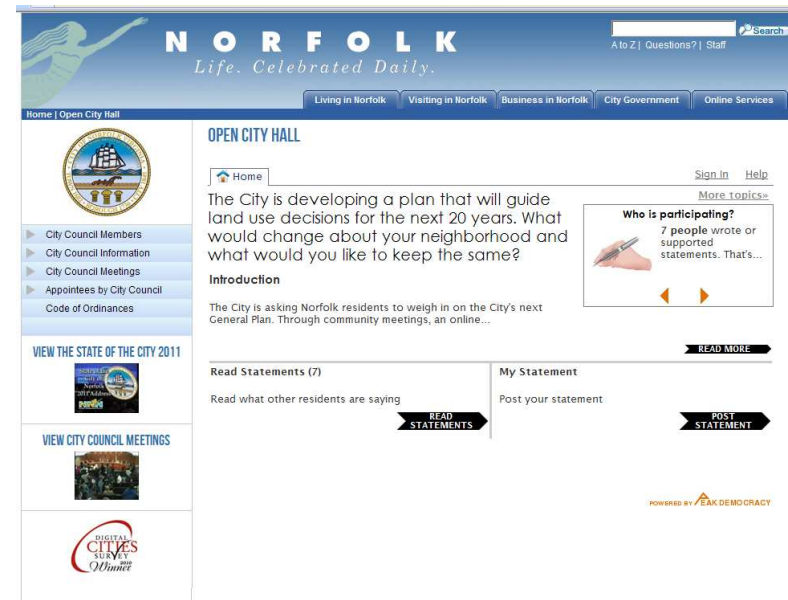 NORFOLK
Life. Celebrated Daily.
Search
A to Z | Questions? | Staff
Living in Norfolk
Visiting in Norfolk
Business in Norfolk
City Government
Online Services
Home | Open City Hall
City Council Members
City Council Information
City Council Meetings
Appointees by City Council
Code of Ordinances
VIEW THE STATE OF THE CITY 2011
VIEW CITY COUNCIL MEETINGS
DIGITAL
CITIES
SURVEY
2010
Winner
OPEN CITY HALL
Home
Sign In Help
More topics»
The City is developing a plan that will guide
land use decisions for the next 20 years. What
would change about your neighborhood and
what would you like to keep the same?
Introduction
The City is asking Norfolk residents to weigh in on the City's next
General Plan. Through community meetings, an online...
Who is participating?
7 people wrote or
supported
statements. That's...
READ MORE
Read Statements (7)
Read what other residents are saying
READ
STATEMENTS
My Statement
Post your statement
POST
STATEMENT
POWERED BY PEAK DEMOCRACY